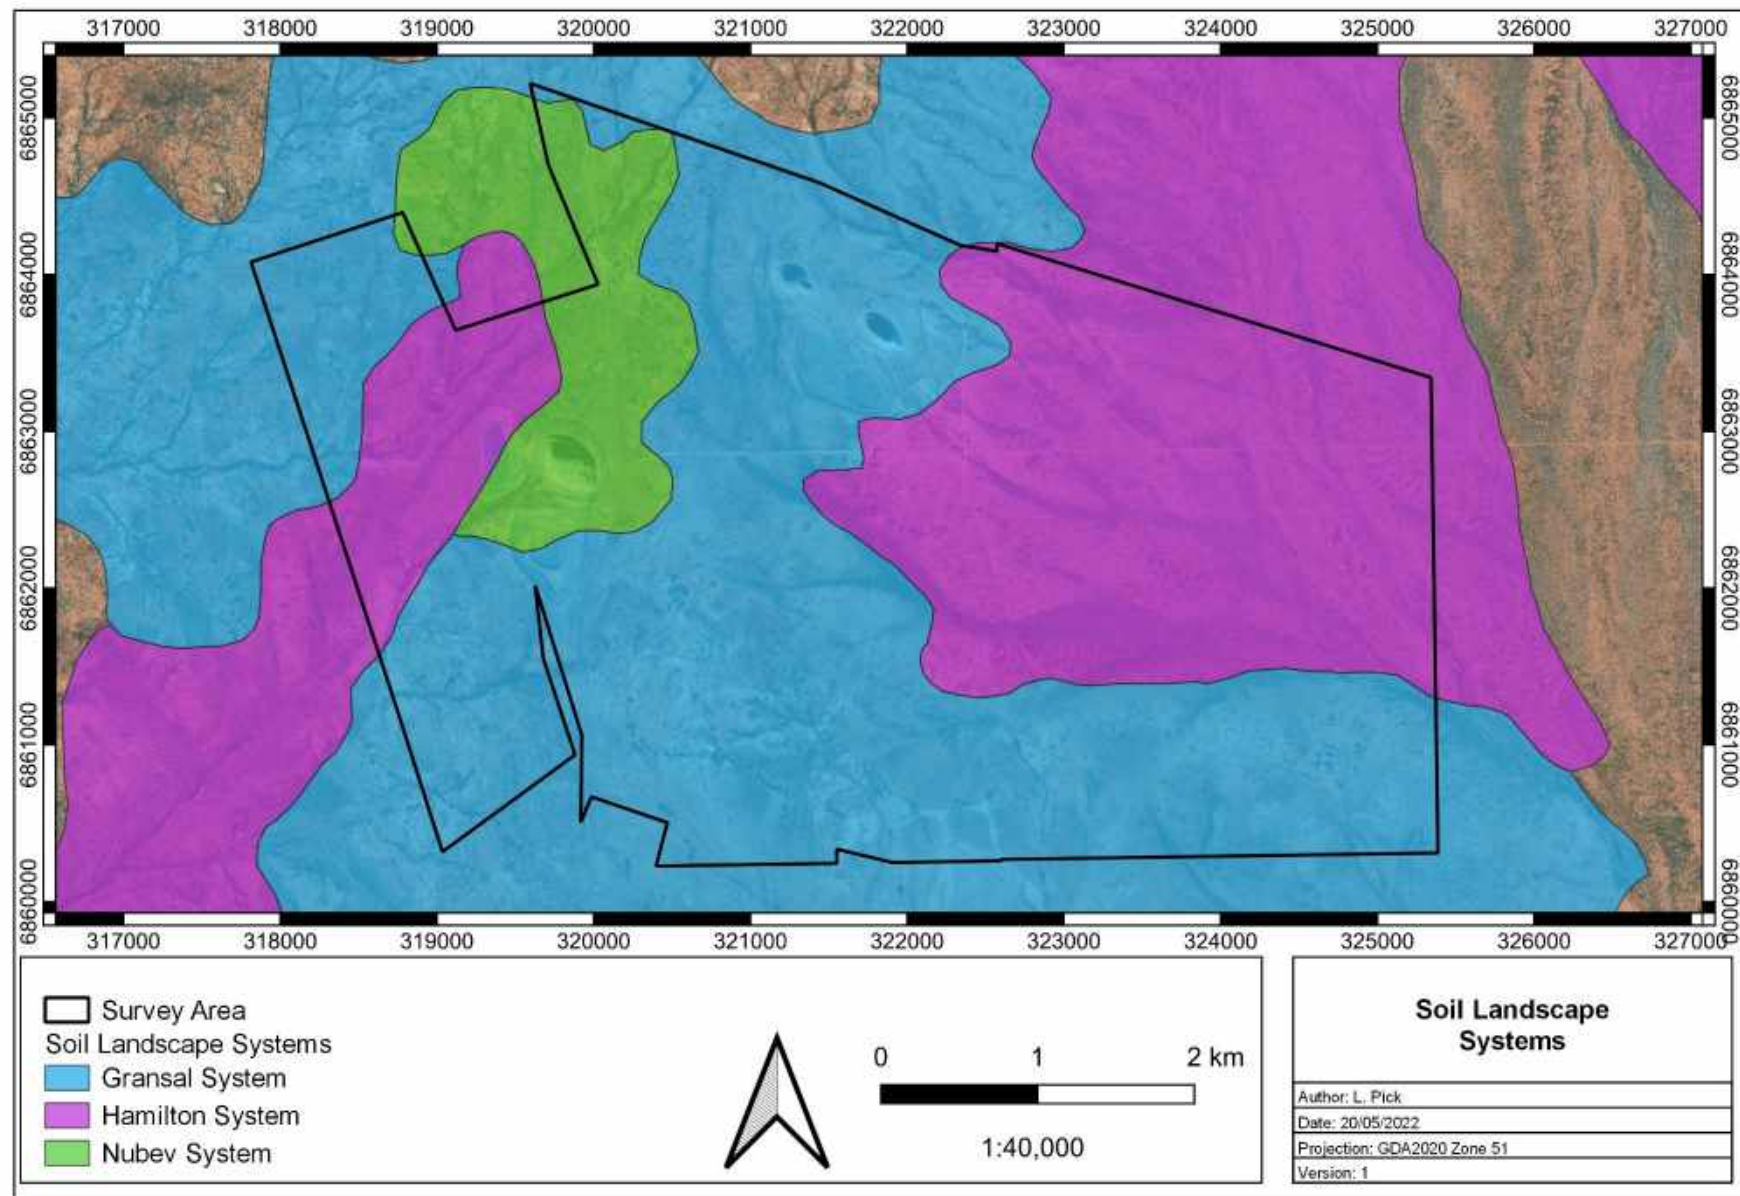 317000 318000 319000 320000 321000 322000 323000 324000 325000 326000 327000
6865000 6865000
6864000 6864000
6863000 6863000
6862000 6862000
6861000 6861000
6860000 6860000
317000 318000 319000 320000 321000 322000 323000 324000 325000 326000 327000
Survey Area
Soil Landscape Systems
Gransal System
Hamilton System
Nubev System
0 1 2 km
1:40,000
Soil Landscape
Systems
Author: L. Pick
Date: 20/05/2022
Projection: GDA2020 Zone 51
Version: 1